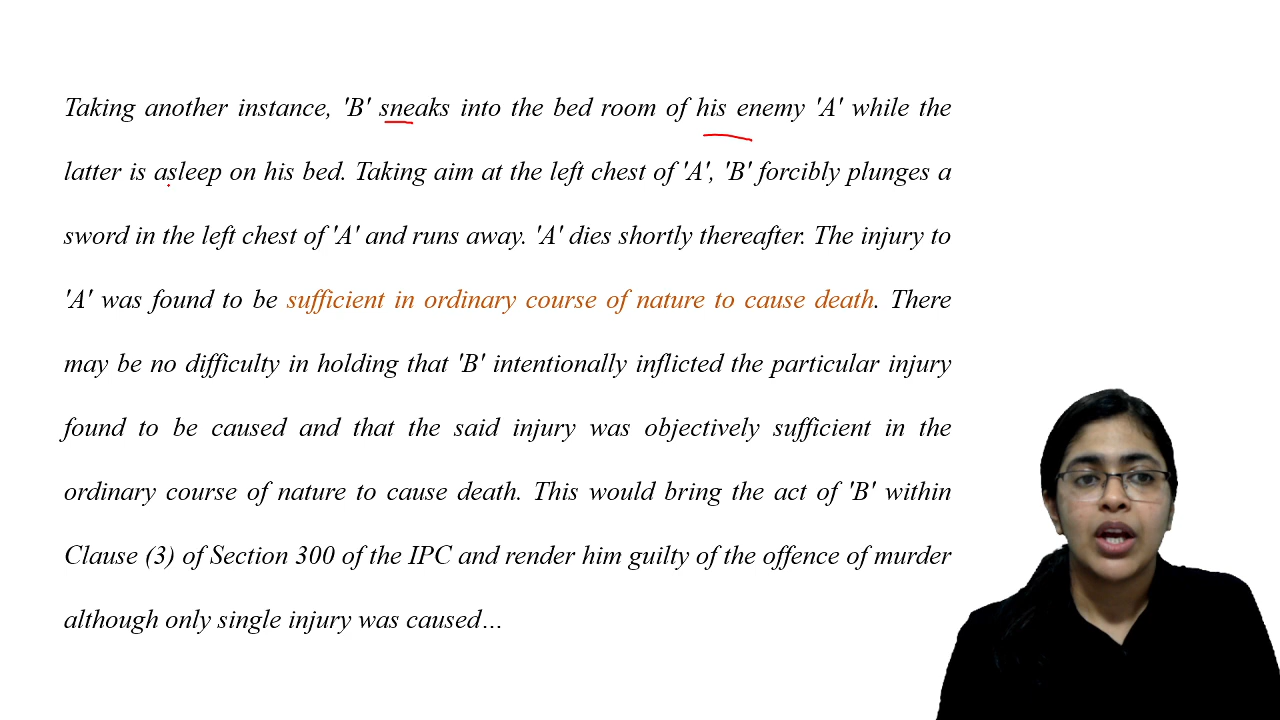 Taking another instance, 'B' sneaks into the bed room of his enemy 'A' while the
latter is asleep on his bed. Taking aim at the left chest of 'A', 'B' forcibly plunges a
sword in the left chest of 'A' and runs away. 'A' dies shortly thereafter. The injury to
'A' was found to be sufficient in ordinary course of nature to cause death. There
may be no difficulty in holding that 'B' intentionally inflicted the particular injury
found to be caused and that the said injury was objectively sufficient in the
ordinary course of nature to cause death. This would bring the act of 'B' within
Clause (3) of Section 300 of the IPC and render him guilty of the offence of murder
although only single injury was caused…